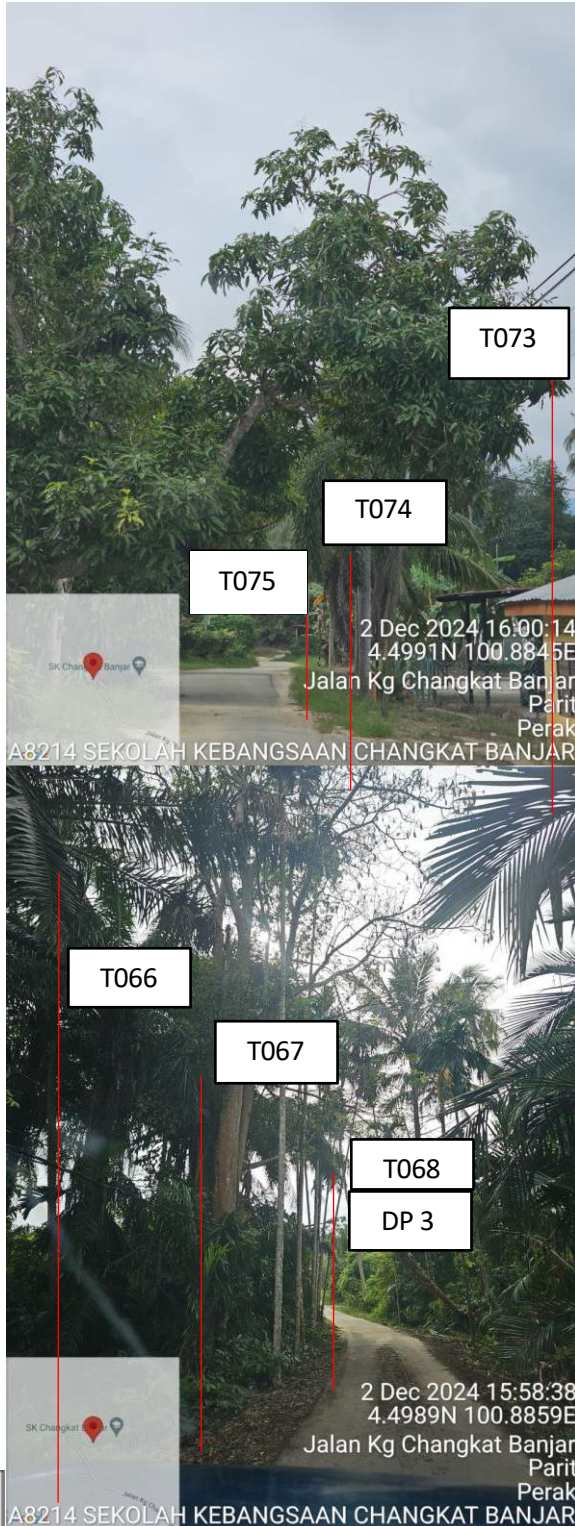 T073
T074
T075
SK Changkat Banjar
2 Dec 2024 16:00:14
4.4991N 100.8845E
Jalan Kg Changkat Banjar
Parit
Perak
A8214 SEKOLAH KEBANGSAAN CHANGKAT BANJAR
T066
T067
T068
DP 3
SK Changkat Banjar
2 Dec 2024 15:58:38
4.4989N 100.8859E
Jalan Kg Changkat Banjar
Parit
Perak
A8214 SEKOLAH KEBANGSAAN CHANGKAT BANJAR